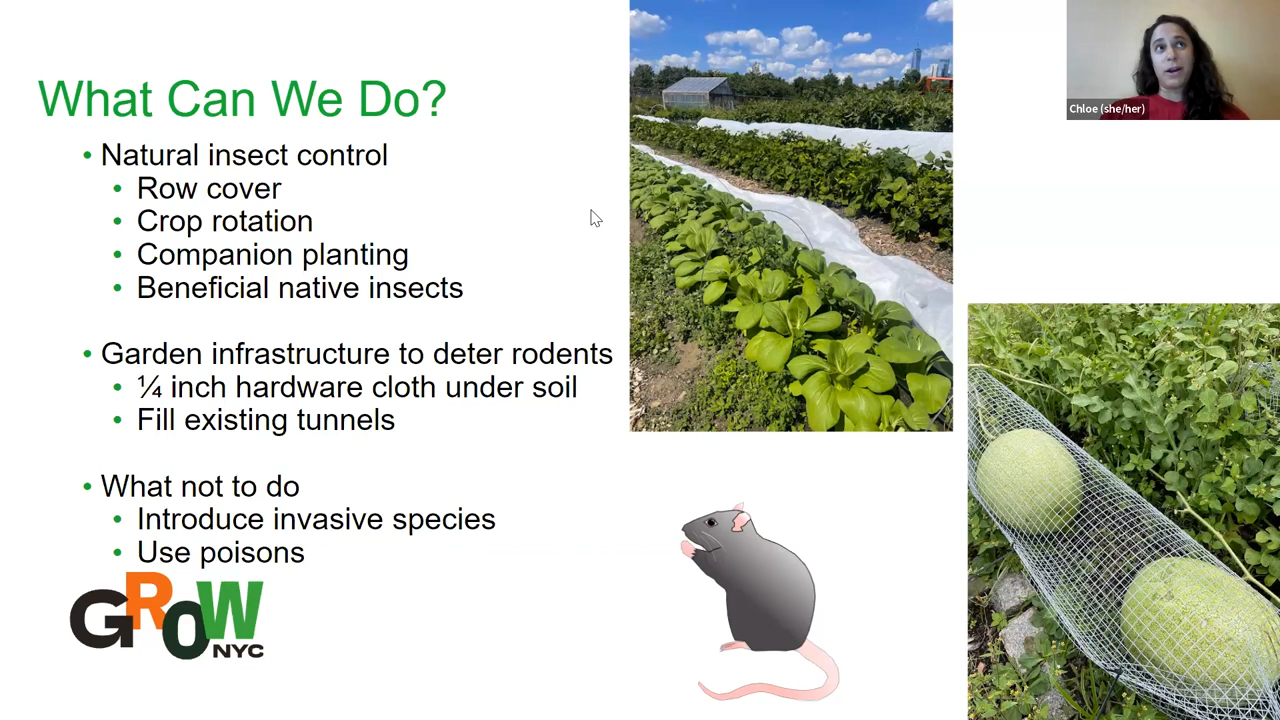 What Can We Do?
• Natural insect control
• Row cover
• Crop rotation
• Companion planting
• Beneficial native insects
• Garden infrastructure to deter rodents
• ¼ inch hardware cloth under soil
• Fill existing tunnels
• What not to do
• Introduce invasive species
• Use poisons
GROW
NYC
Chloe (she/her)